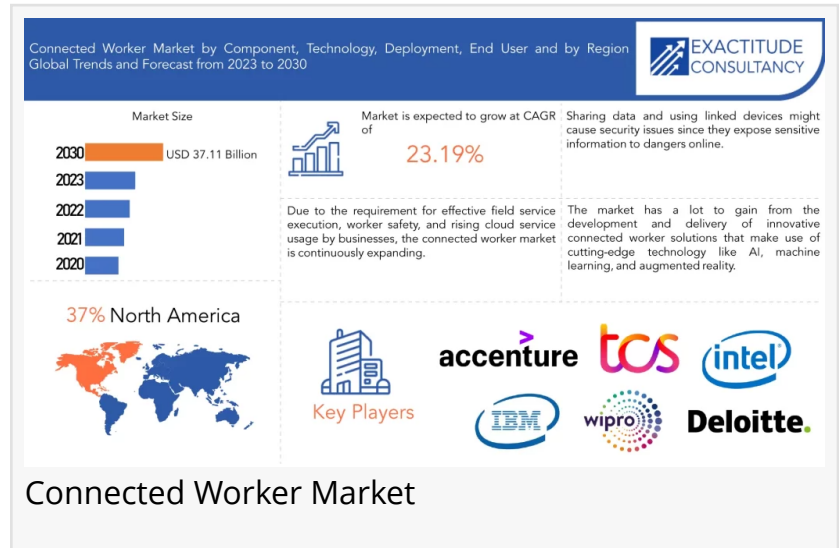 Connected Worker Market by Component, Technology, Deployment, End User and by Region
Global Trends and Forecast from 2023 to 2030
EXACTITUDE
CONSULTANCY
Market Size
2030
USD 37.11 Billion
2023
2022
2021
2020
Market is expected to grow at CAGR
of
23.19%
Sharing data and using linked devices might
cause security issues since they expose sensitive
information to dangers online.
Due to the requirement for effective field service
execution, worker safety, and rising cloud service
usage by businesses, the connected worker market
is continuously expanding.
The market has a lot to gain from the
development and delivery of innovative
connected worker solutions that make use of
cutting-edge technology like AI, machine
learning, and augmented reality.
37% North America
Key Players
accenture
tcs
intel
IBM
wipro
Deloitte.
Connected Worker Market